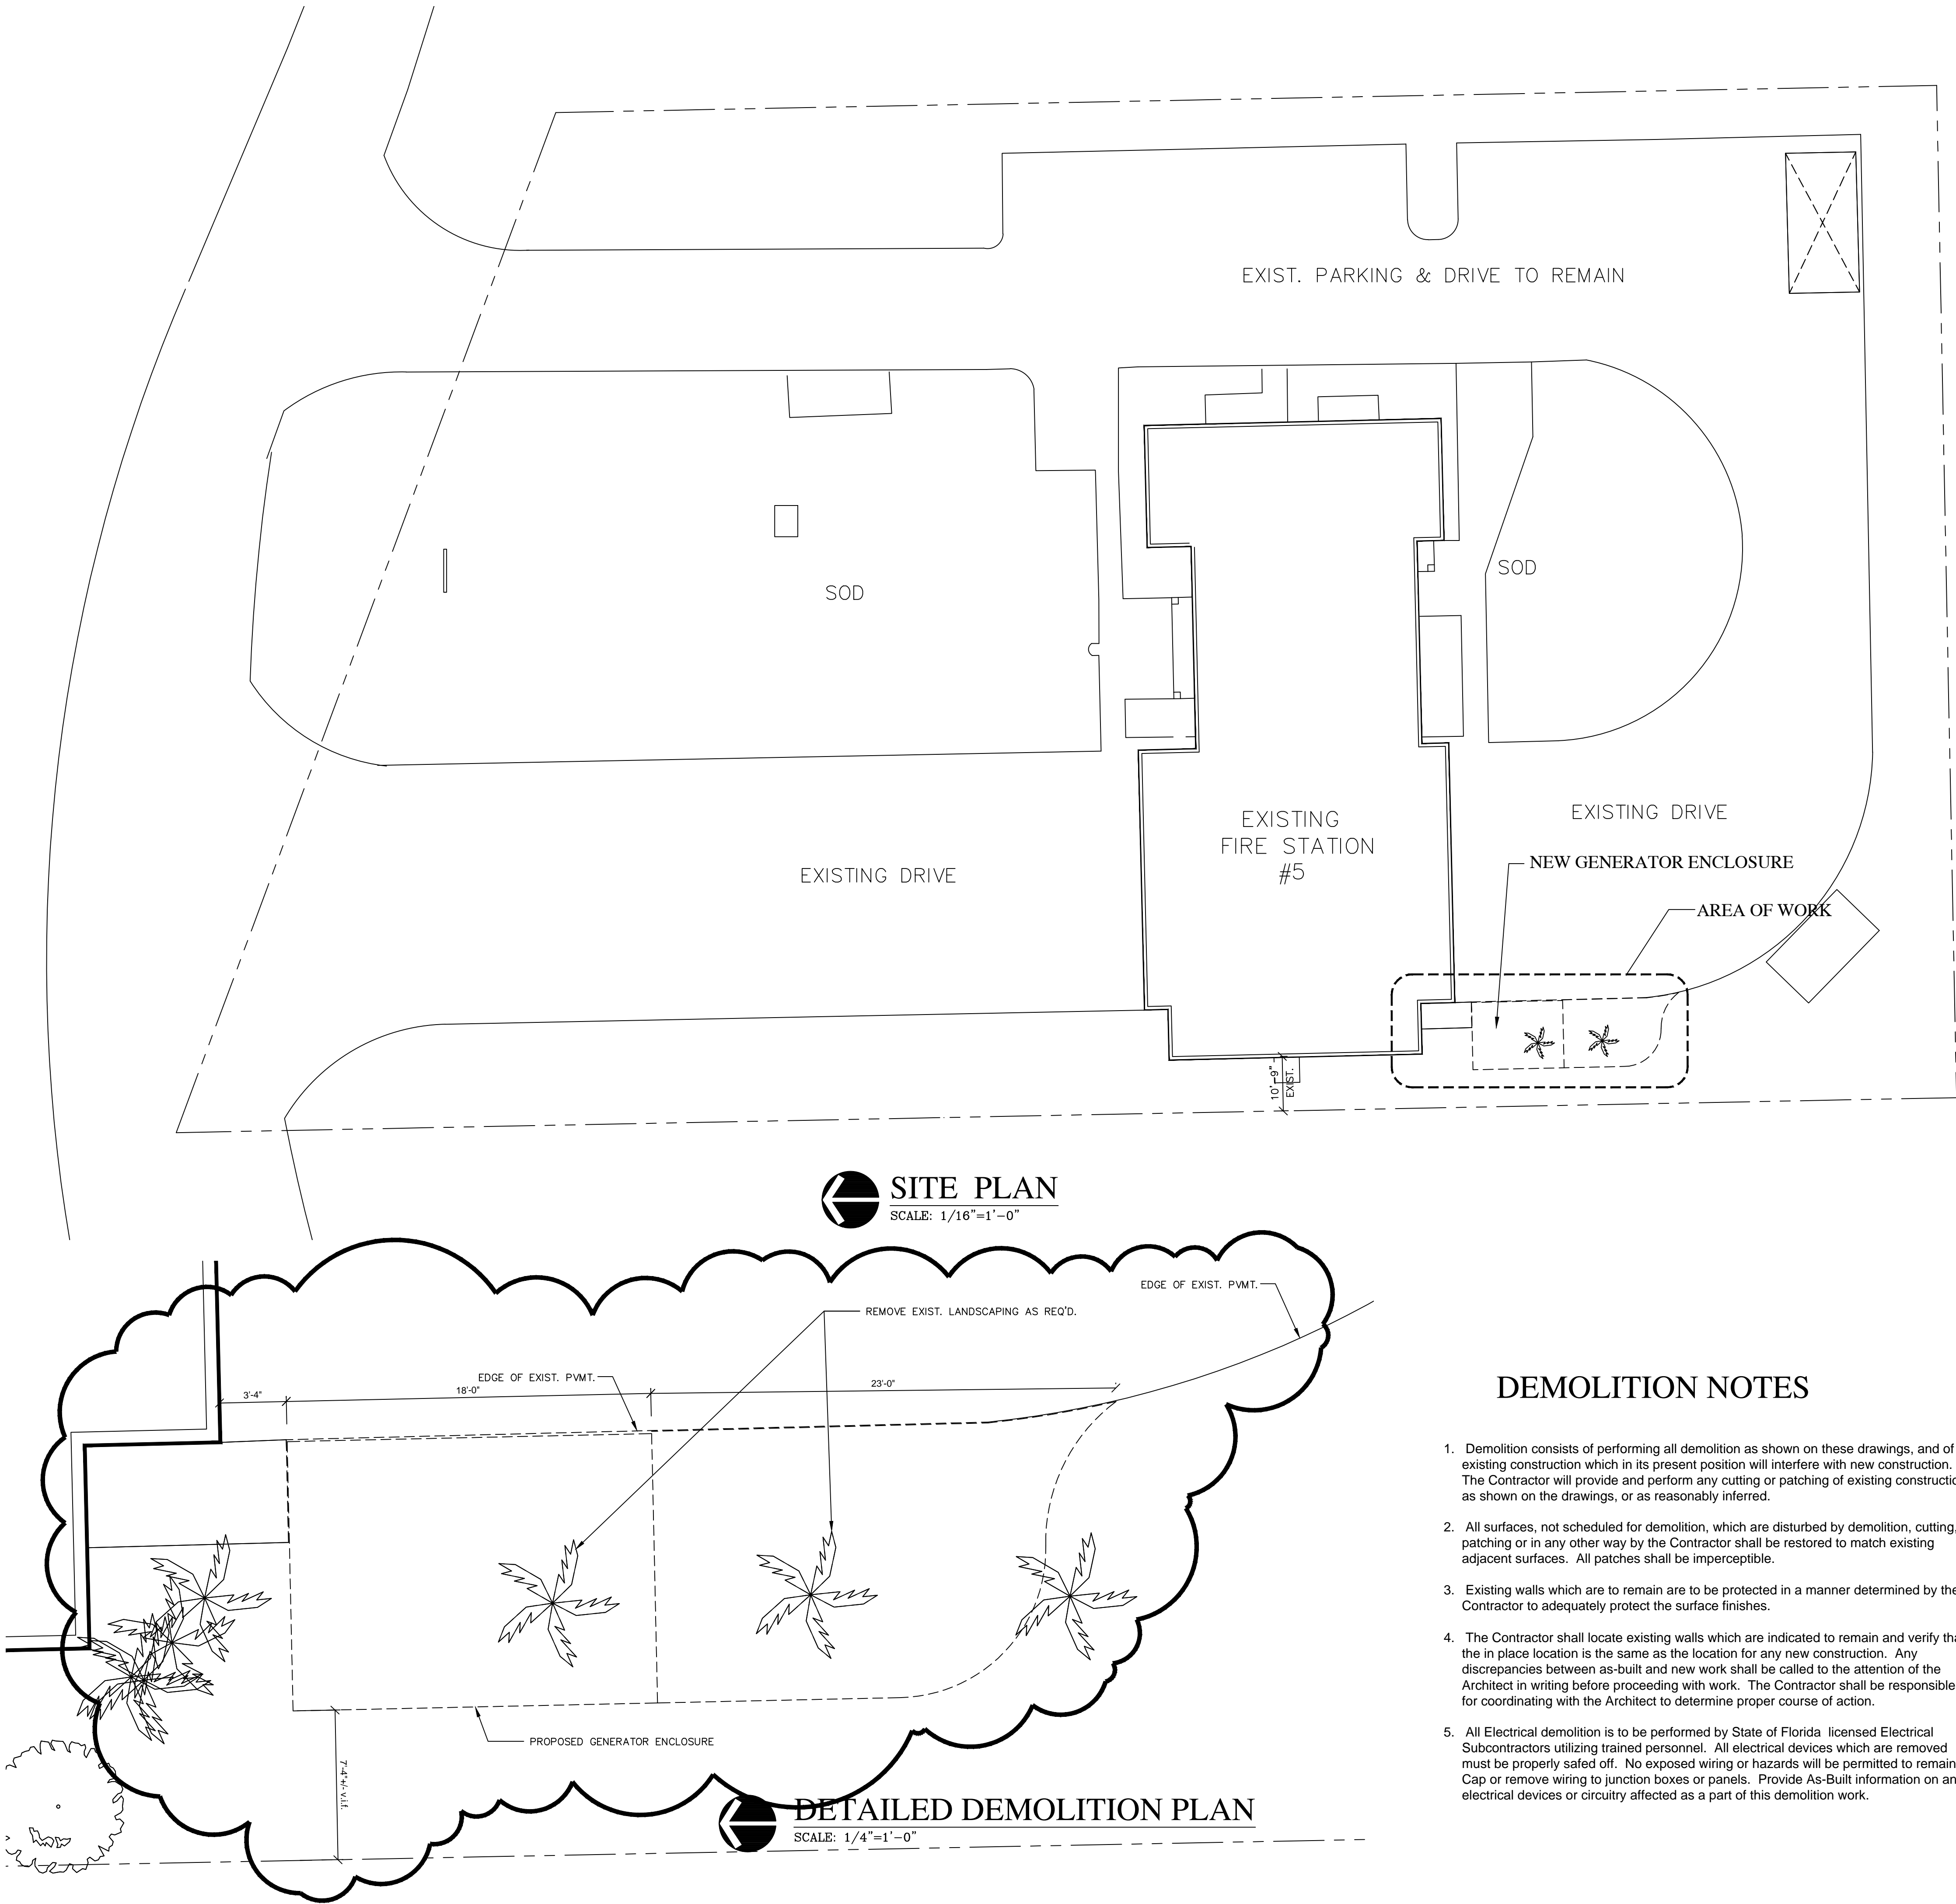 EXIST. PARKING & DRIVE TO REMAIN
SOD
SOD
EXISTING
FIRE STATION
#5
EXISTING DRIVE
EXISTING DRIVE
NEW GENERATOR ENCLOSURE
AREA OF WORK
10'-9"
EXIST.
SITE PLAN
SCALE: 1/16"=1'-0"
EDGE OF EXIST. PVMT.
REMOVE EXIST. LANDSCAPING AS REQ'D.
EDGE OF EXIST. PVMT.
3'-4"
18'-0"
23'-0"
PROPOSED GENERATOR ENCLOSURE
7'-4"+/- v.i.f.
DETAILED DEMOLITION PLAN
SCALE: 1/4"=1'-0"
DEMOLITION NOTES
1. Demolition consists of performing all demolition as shown on these drawings, and of
existing construction which in its present position will interfere with new construction.
The Contractor will provide and perform any cutting or patching of existing
as shown on the drawings, or as reasonably inferred.
2. All surfaces, not scheduled for demolition, which are disturbed by demolition, cutting,
patching or in any other way by the Contractor shall be restored to match existing
adjacent surfaces. All patches shall be imperceptible.
3. Existing walls which are to remain are to be protected in a manner determined by the
Contractor to adequately protect the surface finishes.
4. The Contractor shall locate existing walls which are indicated to remain and verify
the in place location is the same as the location for any new construction. Any
discrepancies between as-built and new work shall be called to the attention of the
Architect in writing before proceeding with work. The Contractor shall be responsible
for coordinating with the Architect to determine proper course of action.
5. All Electrical demolition is to be performed by State of Florida licensed Electrical
Subcontractors utilizing trained personnel. All electrical devices which are removed
must be properly safed off. No exposed wiring or hazards will be permitted to remain
Cap or remove wiring to junction boxes or panels. Provide As-Built information on
electrical devices or circuitry affected as a part of this demolition work.